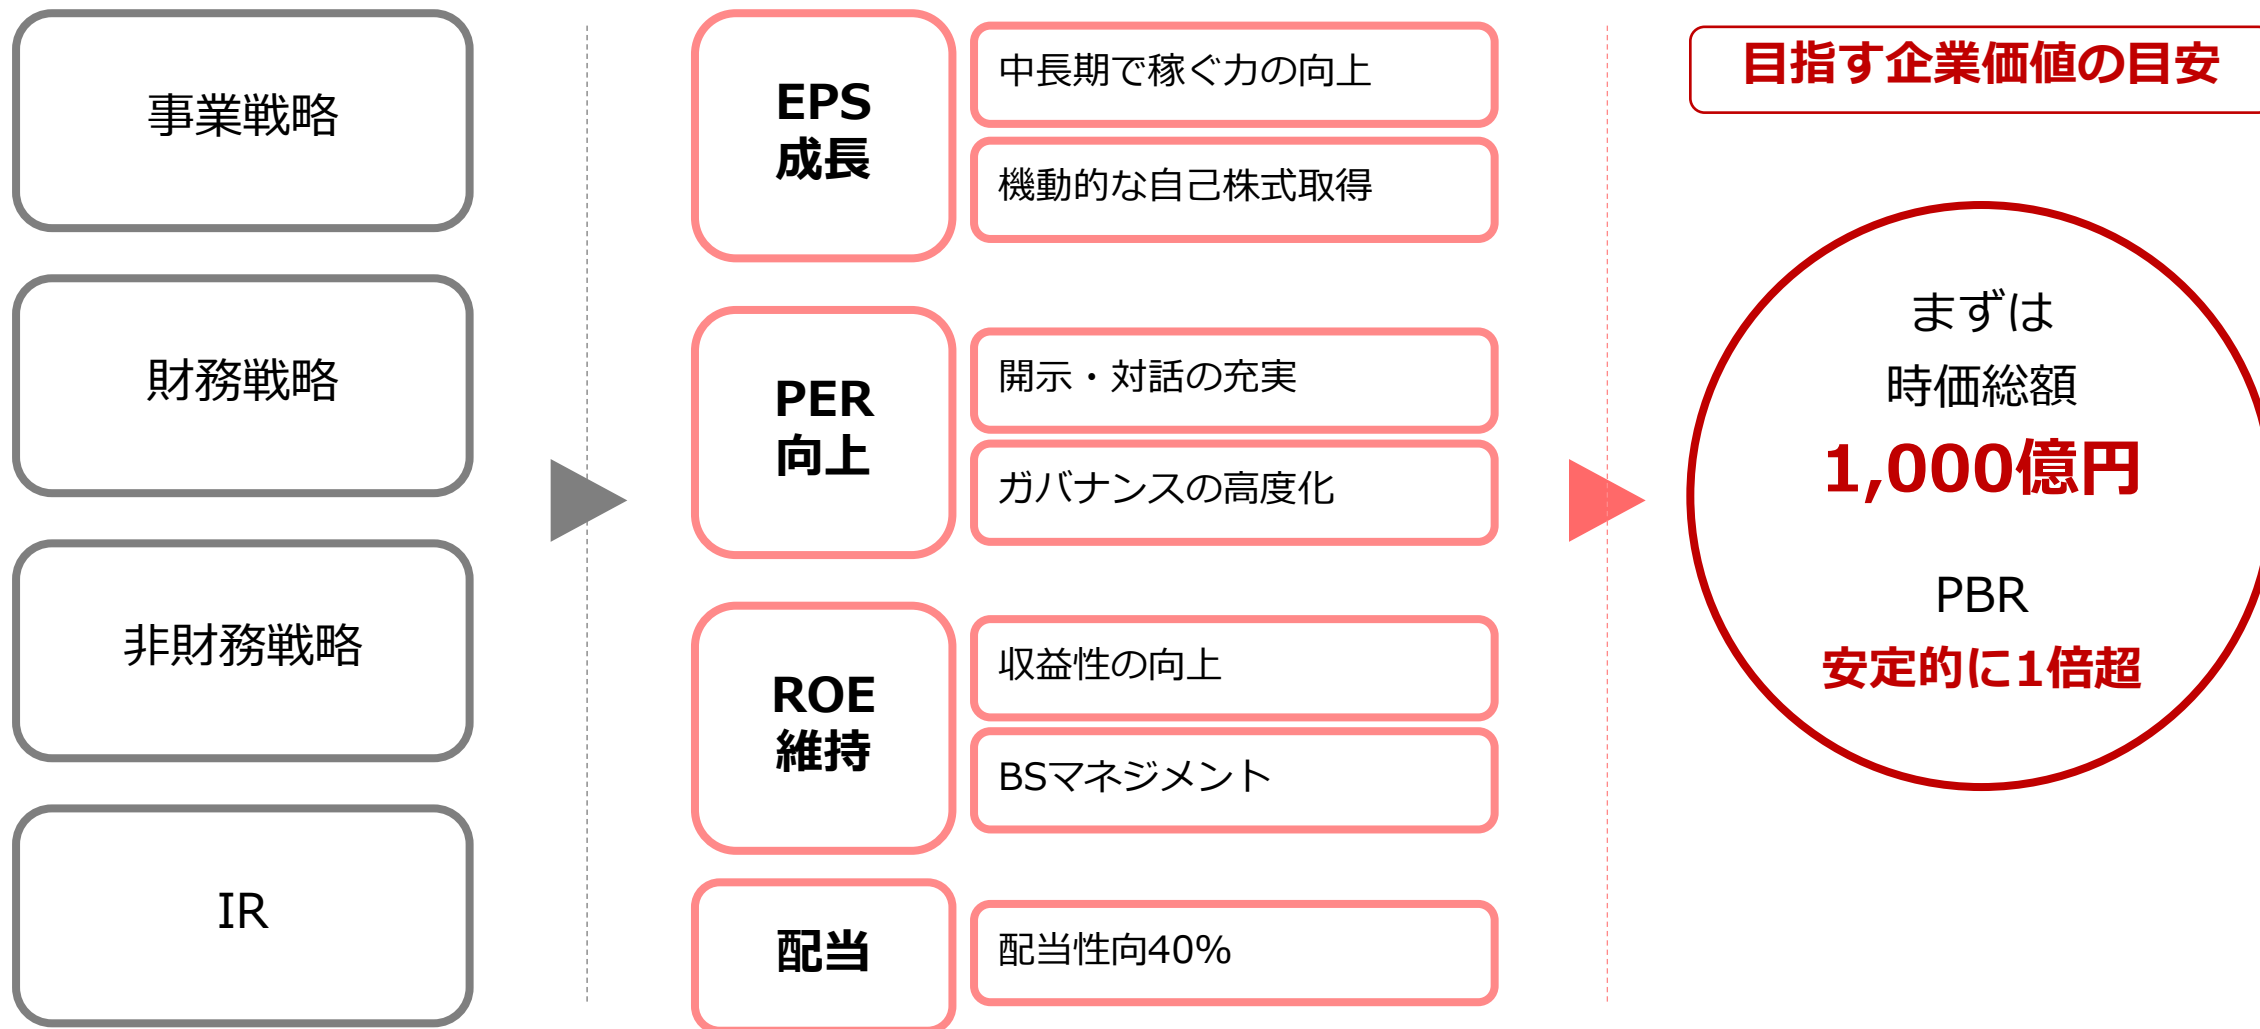 事業戦略
財務戦略
非財務戦略
IR
EPS
成長
中長期で稼ぐ力の向上
機動的な自己株式取得
PER
向上
開示・対話の充実
ガバナンスの高度化
ROE
維持
収益性の向上
BSマネジメント
配当
配当性向40%
目指す企業価値の目安
まずは
時価総額
1,000億円
PBR
安定的に1倍超